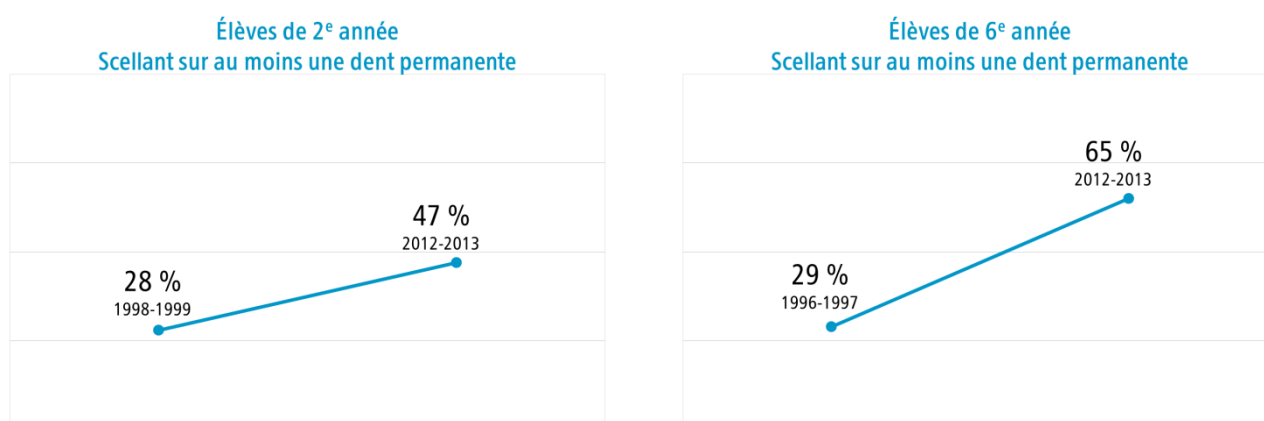 Élèves de 2e année
Scellant sur au moins une dent permanente
28 %
1998-1999
47 %
2012-2013
Élèves de 6e année
Scellant sur au moins une dent permanente
29 %
1996-1997
65 %
2012-2013